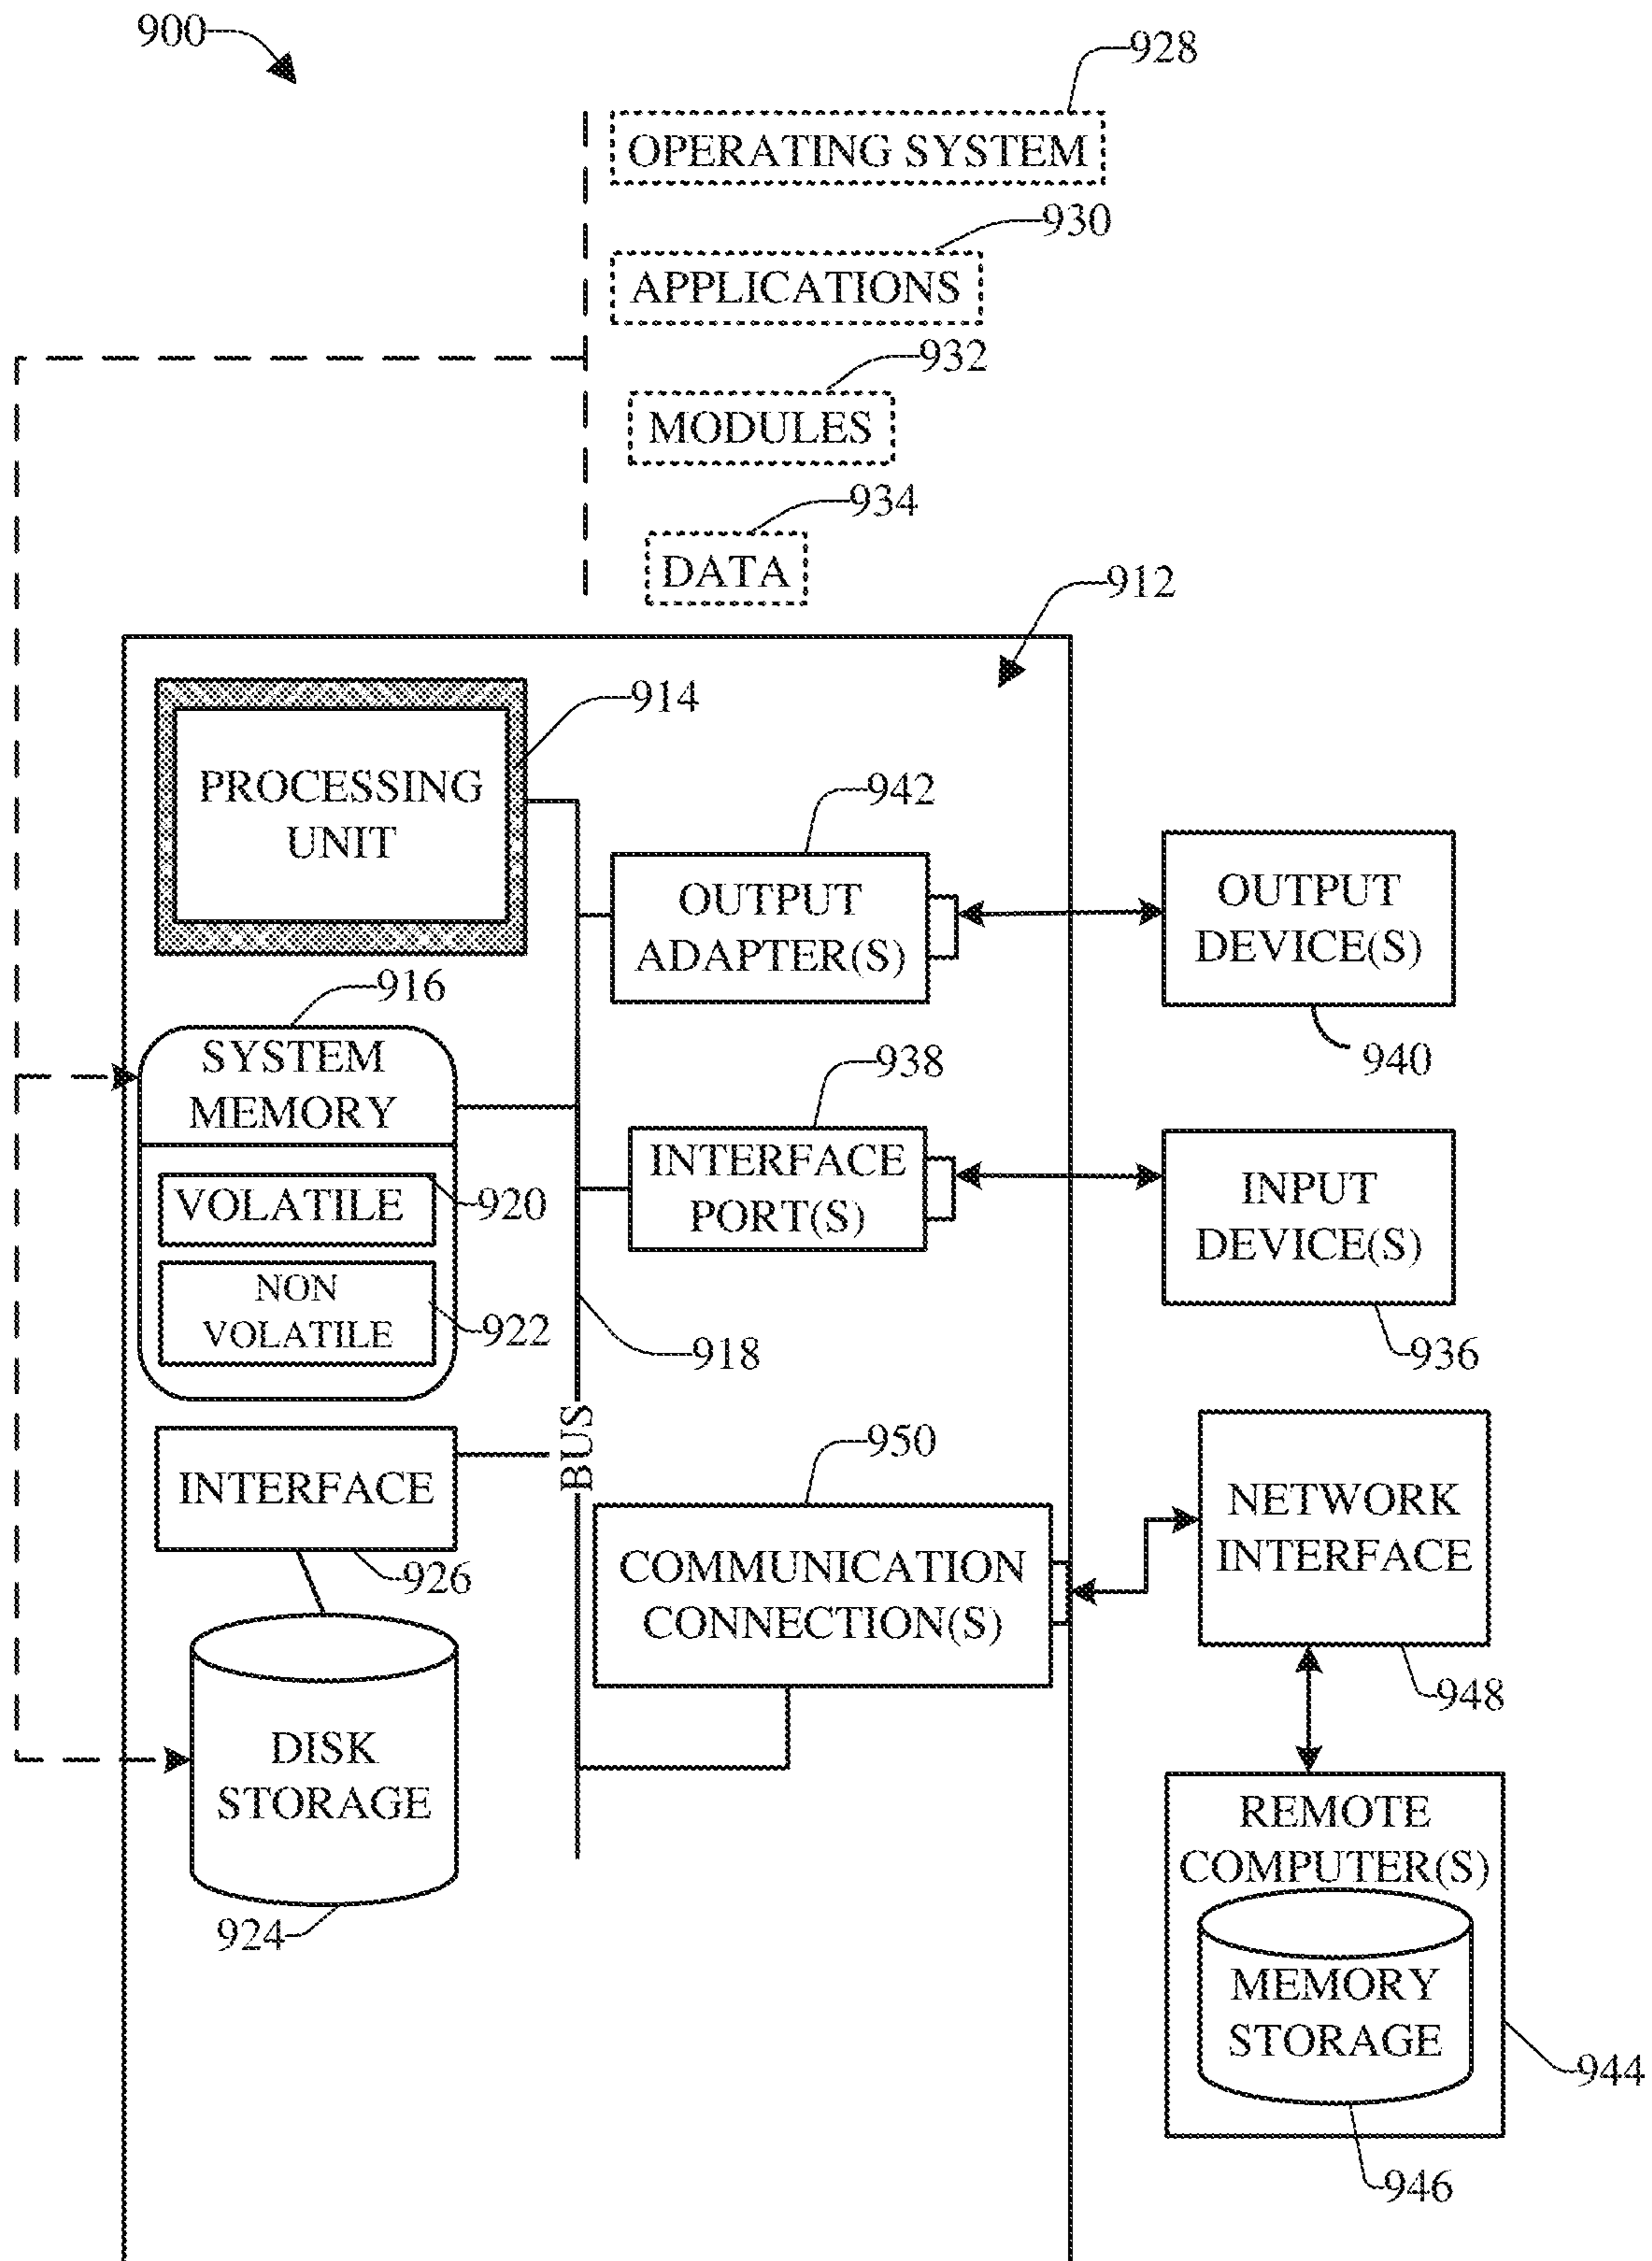 900
928
OPERATING SYSTEM
930
APPLICATIONS
932
MODULES
934
DATA
912
914
PROCESSING
UNIT
942
OUTPUT
ADAPTER(S)
OUTPUT
DEVICE(S)
940
916
SYSTEM
MEMORY
VOLATILE
920
NON
VOLATILE
922
938
INTERFACE
PORT(S)
INPUT
DEVICE(S)
936
918
BUS
INTERFACE
926
950
COMMUNICATION
CONNECTION(S)
NETWORK
INTERFACE
948
DISK
STORAGE
924
REMOTE
COMPUTER(S)
MEMORY
STORAGE
944
946